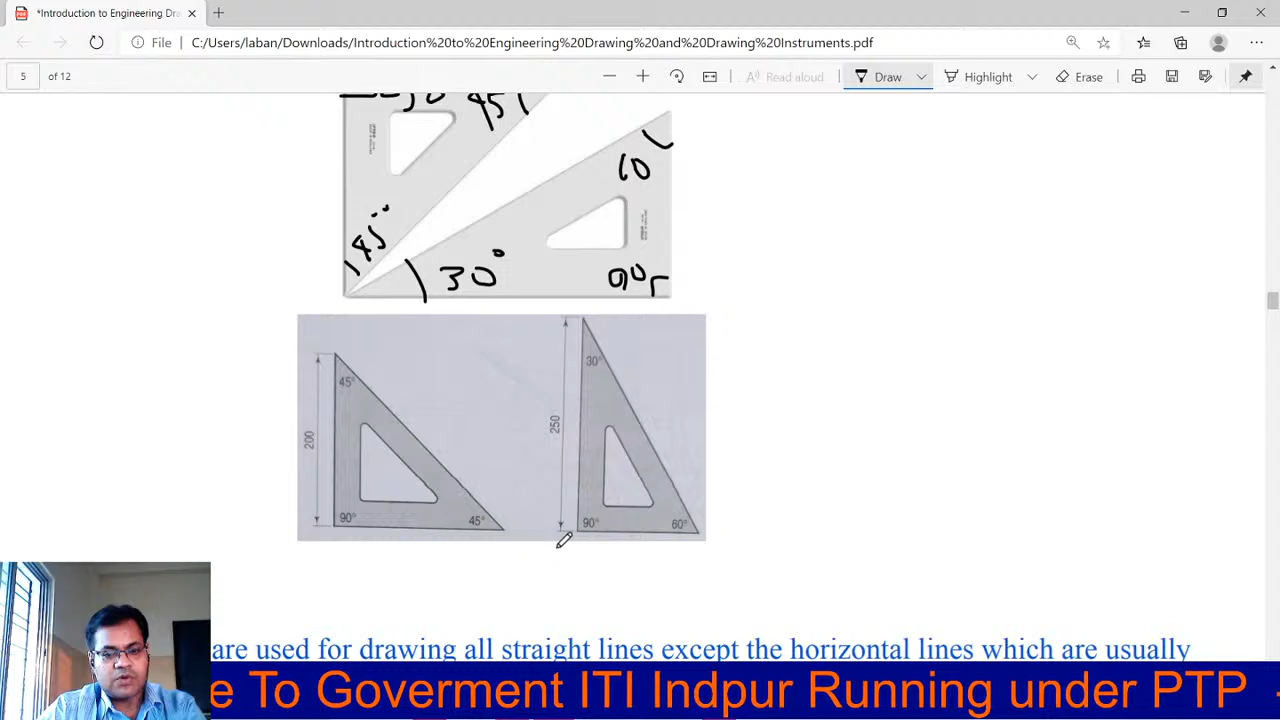 *Introduction to Engineering Dra
File C:/Users/laban/Downloads/Introduction%20to%20Engineering%20Drawing%20and%20Drawing%20Instruments.pdf
5 of 12 Read aloud Draw Highlight Erase
45
45°
60
30°
90
200
45°
90°
45°
250
30°
90°
60°
are used for drawing all straight lines except the horizontal lines which are usually
e To Goverment ITI Indpur Running under PTP